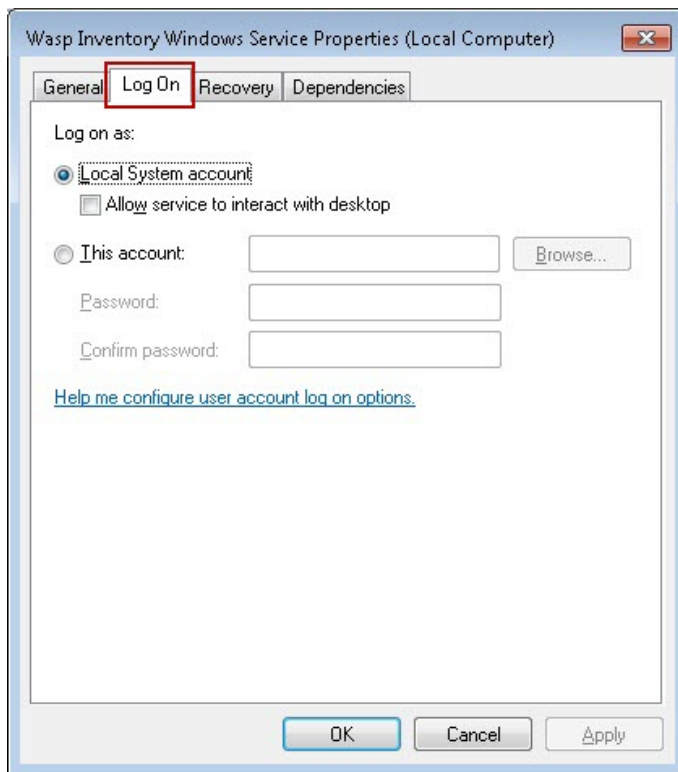 Wasp Inventory Windows Service Properties (Local Computer)
General Log On Recovery Dependencies
Log on as:
Local System account
Allow service to interact with desktop
This account: Browse...
Password:
Confirm password:
Help me configure user account log on options.
OK Cancel Apply